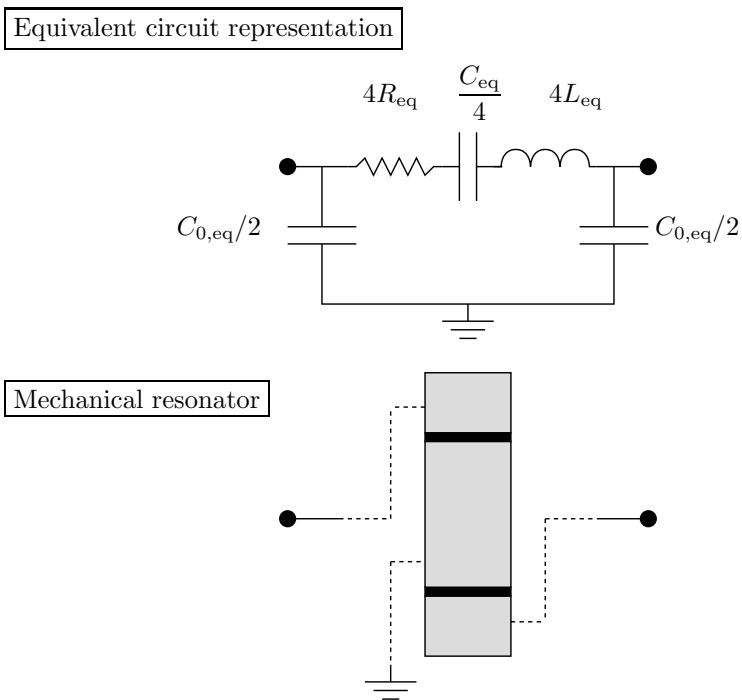 Equivalent circuit representation
4R_eq
C_eq/4
4L_eq
C_0,eq/2
C_0,eq/2
Mechanical resonator